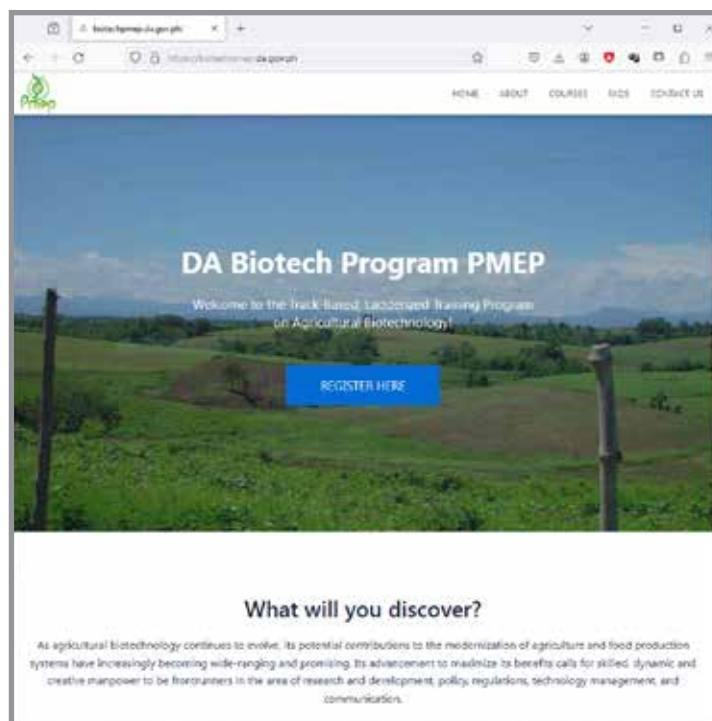 biotechpmep.da.gov.ph/
da.gov.ph
Pmep
HOME ABOUT COURSES FAQS CONTACT US
DA Biotech Program PMEP
Welcome to the Track-Based, Ladderized Training Program
on Agricultural Biotechnology!
REGISTER HERE
What will you discover?
As agricultural biotechnology continues to evolve, its potential contributions to the modernization of agriculture and food production
systems have increasingly becoming wide-ranging and promising. Its advancement to maximize its benefits calls for skilled, dynamic and
creative manpower to be frontrunners in the area of research and development, policy, regulations, technology management, and
communication.